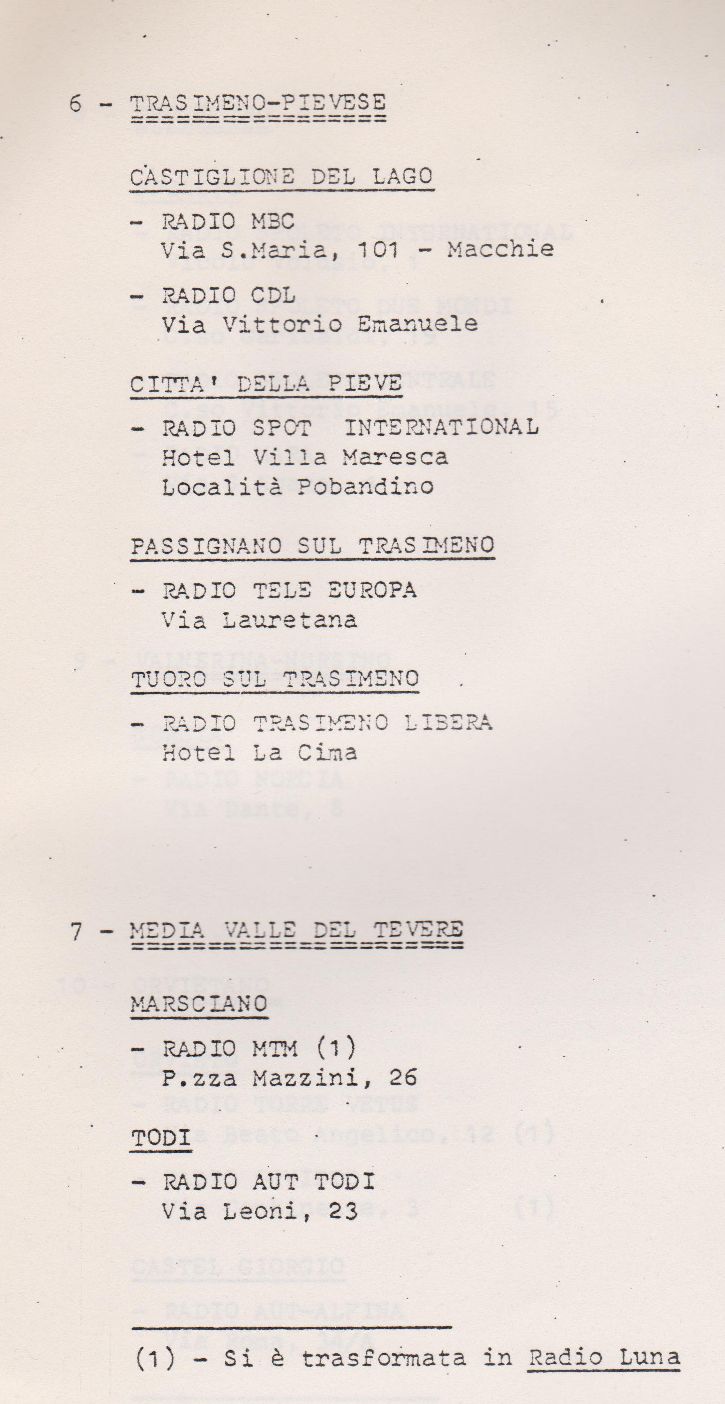 6 - TRASIMENO-PIEVESE
CASTIGLIONE DEL LAGO
- RADIO MBC
Via S.Maria, 101 - Macchie
- RADIO CDL
Via Vittorio Emanuele
CITTA' DELLA PIEVE
- RADIO SPOT INTERNATIONAL
Hotel Villa Maresca
Località Pobandino
PASSIGNANO SUL TRASIMENO
- RADIO TELE EUROPA
Via Lauretana
TUORO SUL TRASIMENO
- RADIO TRASIMENO LIBERA
Hotel La Cima
7 - MEDIA VALLE DEL TEVERE
MARSCIANO
- RADIO MTM (1)
P.zza Mazzini, 26
TODI
- RADIO AUT TODI
Via Leoni, 23
(1) - Si è trasformata in Radio Luna